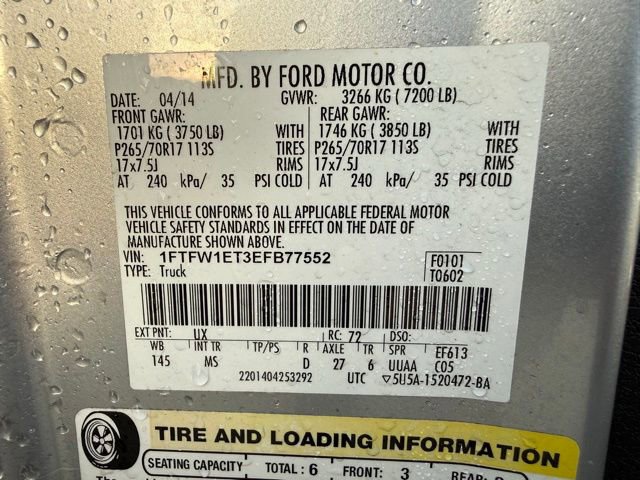 MFD. BY FORD MOTOR CO.
DATE: 04/14 GVWR: 3266 KG ( 7200 LB)
FRONT GAWR: REAR GAWR:
1701 KG ( 3750 LB) WITH 1746 KG ( 3850 LB) WITH
P265/70R17 113S TIRES P265/70R17 113S TIRES
17x7.5J RIMS 17x7.5J RIMS
AT 240 kPa/ 35 PSI COLD AT 240 kPa/ 35 PSI COLD
THIS VEHICLE CONFORMS TO ALL APPLICABLE FEDERAL MOTOR
VEHICLE SAFETY STANDARDS IN EFFECT ON THE DATE OF
MANUFACTURE SHOWN ABOVE.
VIN: 1FTFW1ET3EFB77552 F0101
TYPE: Truck T0602
EXT PNT: UX RC: 72 DSO:
WB INT TR TP/PS R AXLE TR SPR EF613
145 MS D 27 6 UUAA C05
2201404253292 UTC ▽5U5A-1520472-BA
TIRE AND LOADING INFORMATION
SEATING CAPACITY TOTAL : 6 FRONT: 3 REAR: